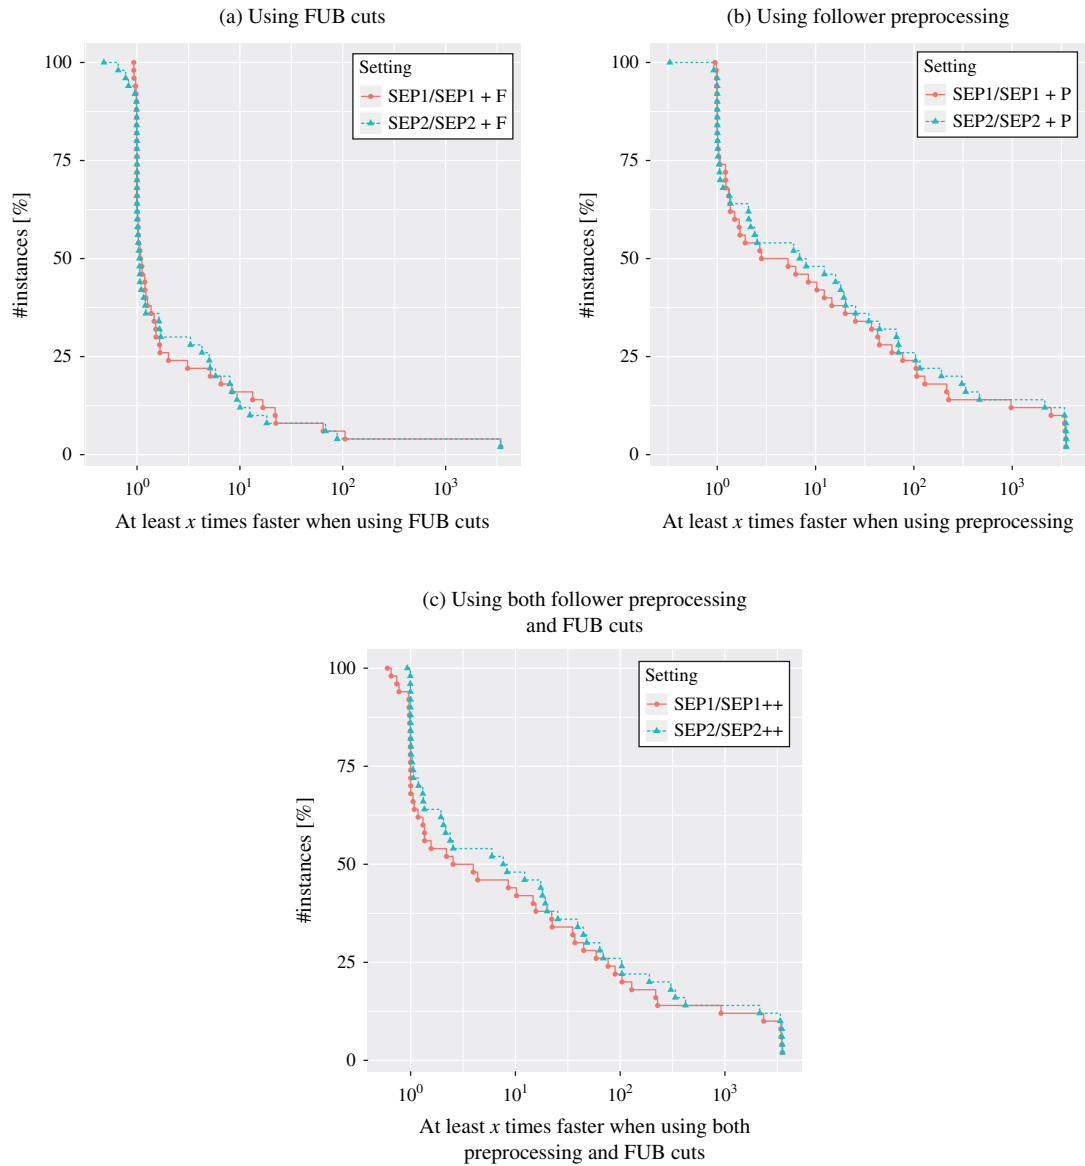 (a) Using FUB cuts
#instances [%]
100
75
50
25
0
Setting
SEP1/SEP1 + F
SEP2/SEP2 + F
10⁰ 10¹ 10² 10³
At least x times faster when using FUB cuts
(b) Using follower preprocessing
#instances [%]
100
75
50
25
0
Setting
SEP1/SEP1 + P
SEP2/SEP2 + P
10⁰ 10¹ 10² 10³
At least x times faster when using preprocessing
(c) Using both follower preprocessing
and FUB cuts
#instances [%]
100
75
50
25
0
Setting
SEP1/SEP1++
SEP2/SEP2++
10⁰ 10¹ 10² 10³
At least x times faster when using both
preprocessing and FUB cuts